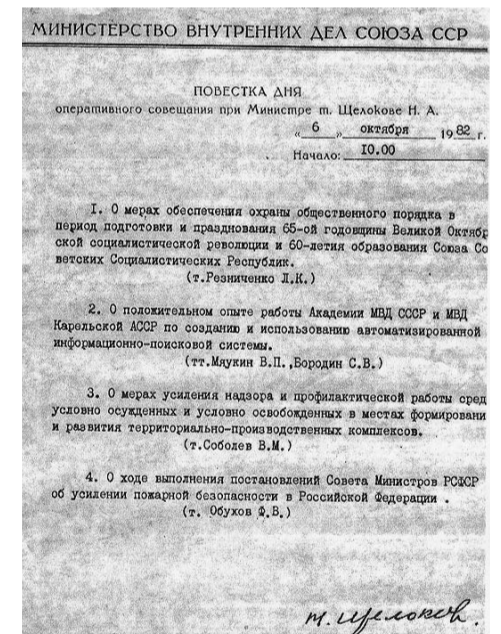 МИНИСТЕРСТВО ВНУТРЕННИХ ДЕЛ СОЮЗА ССР
ПОВЕСТКА ДНЯ
оперативного совещания при Министре т. Щелокове Н. А.
„6„ октября 1982 г.
Начало: 10.00
1. О мерах обеспечения охраны общественного порядка в
период подготовки и празднования 65-ой годовщины Великой Октябр
ской социалистической революции и 60-летия образования Союза Со
ветских Социалистических Республик.
(т.Резниченко Л.К.)
2. О положительном опыте работы Академии МВД СССР и МВД
Карельской АССР по созданию и использованию автоматизированной
информационно-поисковой системы.
(тт.Мяукин В.П.,Бородин С.В.)
3. О мерах усиления надзора и профилактической работы сред
условно осужденных и условно освобожденных в местах формировани
и развития территориально-производственных комплексов.
(т.Соболев В.М.)
4. О ходе выполнения постановлений Совета Министров РСФСР
об усилении пожарной безопасности в Российской Федерации .
(т. Обухов Ф.В.)
т. Щелоков.